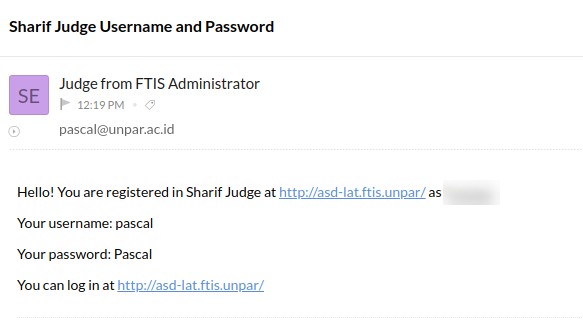 Sharif Judge Username and Password
SE
Judge from FTIS Administrator
12:19 PM
pascal@unpar.ac.id
Hello! You are registered in Sharif Judge at http://asd-lat.ftis.unpar/ as
Your username: pascal
Your password: Pascal
You can log in at http://asd-lat.ftis.unpar/